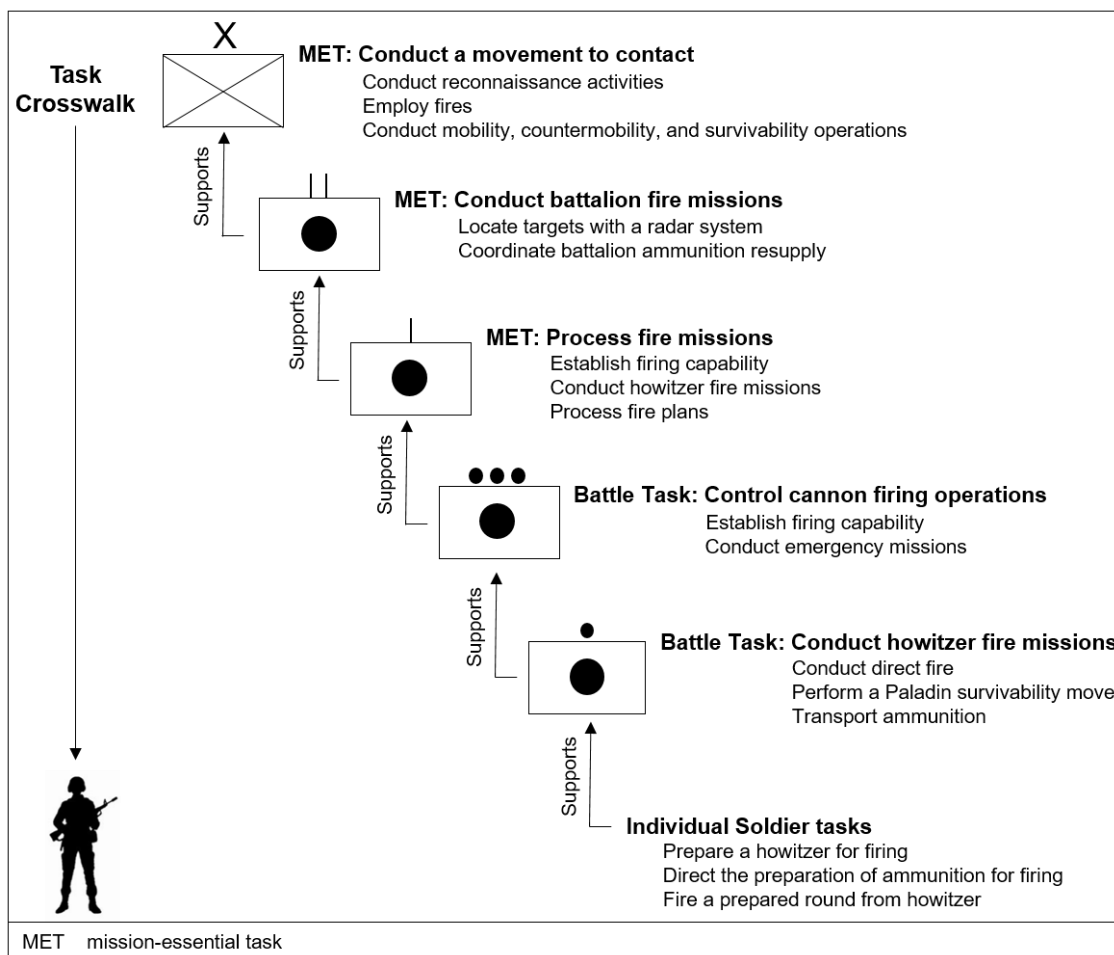 X
Task
Crosswalk
MET: Conduct a movement to contact
Conduct reconnaissance activities
Employ fires
Conduct mobility, countermobility, and survivability operations
Supports
MET: Conduct battalion fire missions
Locate targets with a radar system
Coordinate battalion ammunition resupply
Supports
MET: Process fire missions
Establish firing capability
Conduct howitzer fire missions
Process fire plans
Supports
Battle Task: Control cannon firing operations
Establish firing capability
Conduct emergency missions
Supports
Battle Task: Conduct howitzer fire missions
Conduct direct fire
Perform a Paladin survivability move
Transport ammunition
Supports
Individual Soldier tasks
Prepare a howitzer for firing
Direct the preparation of ammunition for firing
Fire a prepared round from howitzer
MET mission-essential task